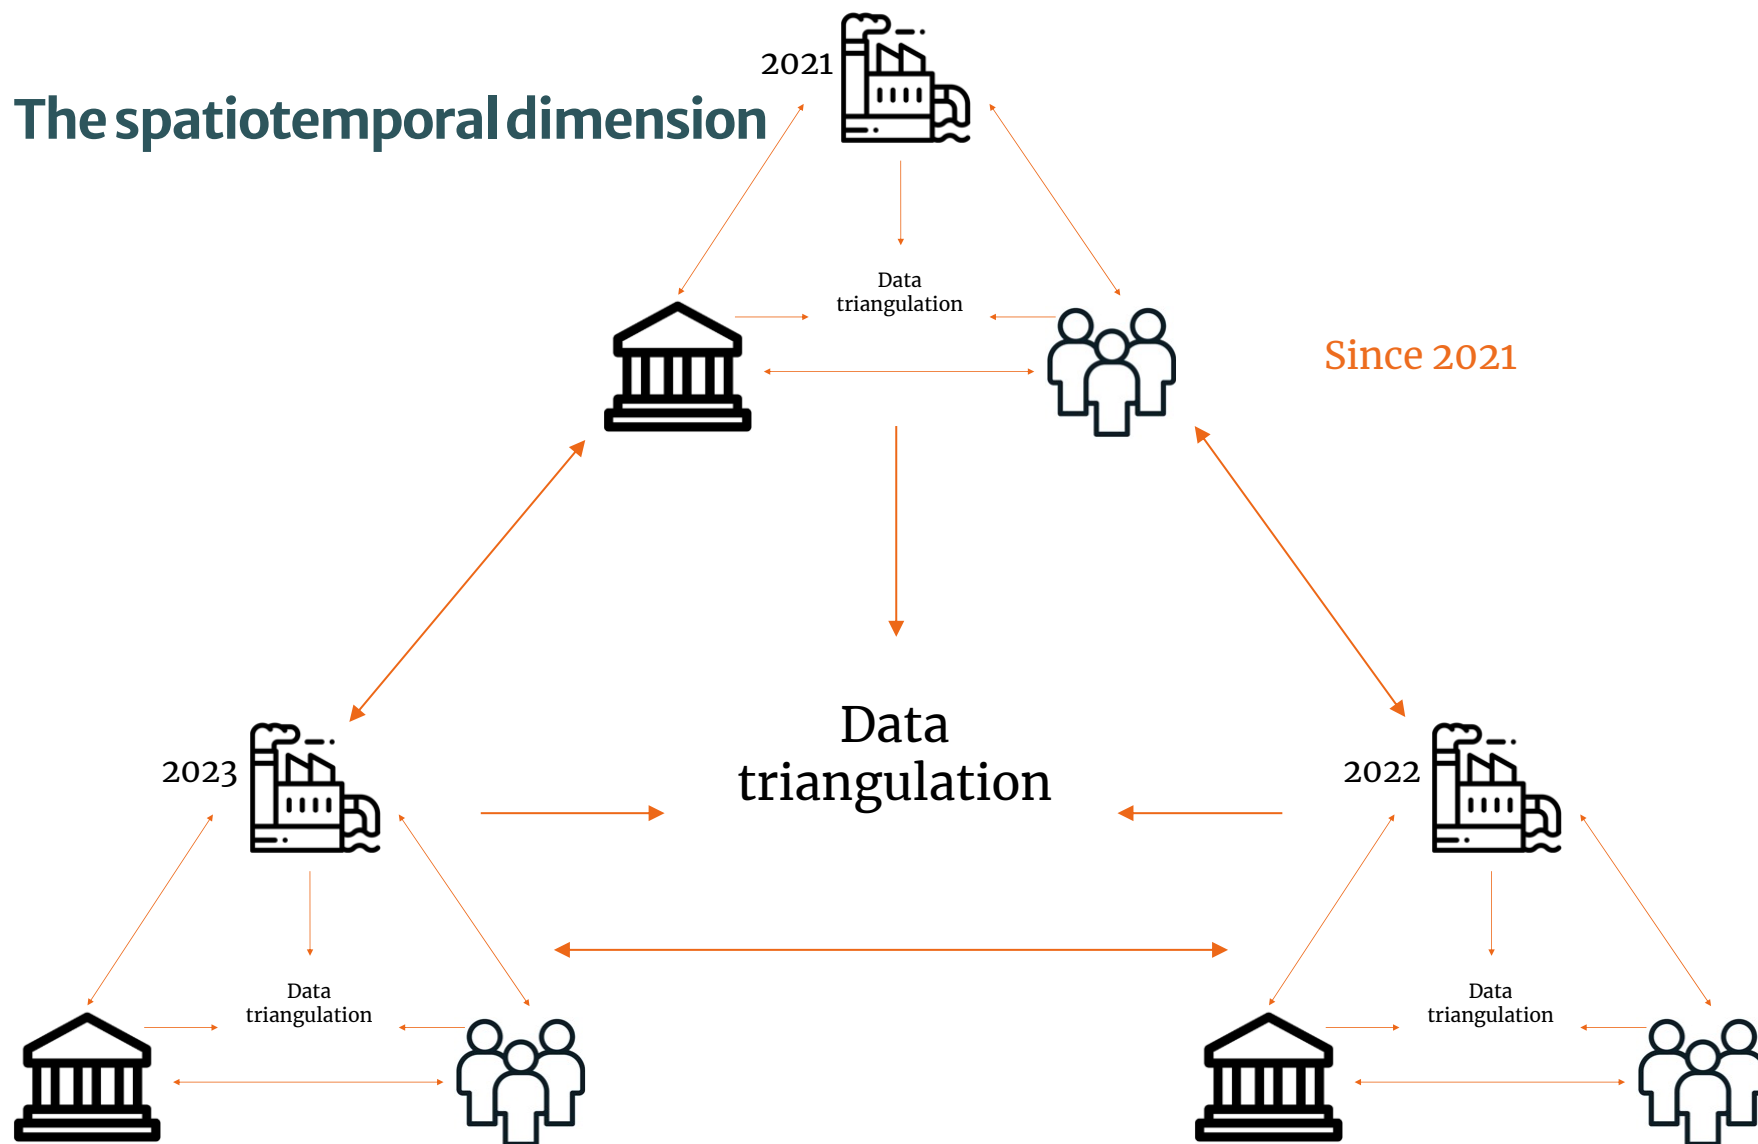 2021
The spatiotemporal dimension
Data
triangulation
Since 2021
Data
triangulation
2023
2022
Data
triangulation
Data
triangulation